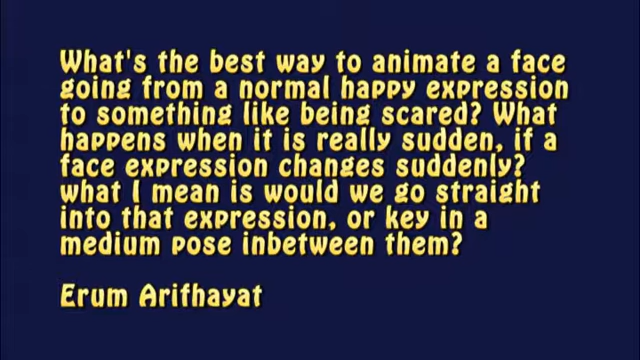 What's the best way to animate a face
going from a normal happy expression
to something like being scared? What
happens when it is really sudden, if a
face expression changes suddenly?
what I mean is would we go straight
into that expression, or key in a
medium pose inbetween them?
Erum Arifhayat